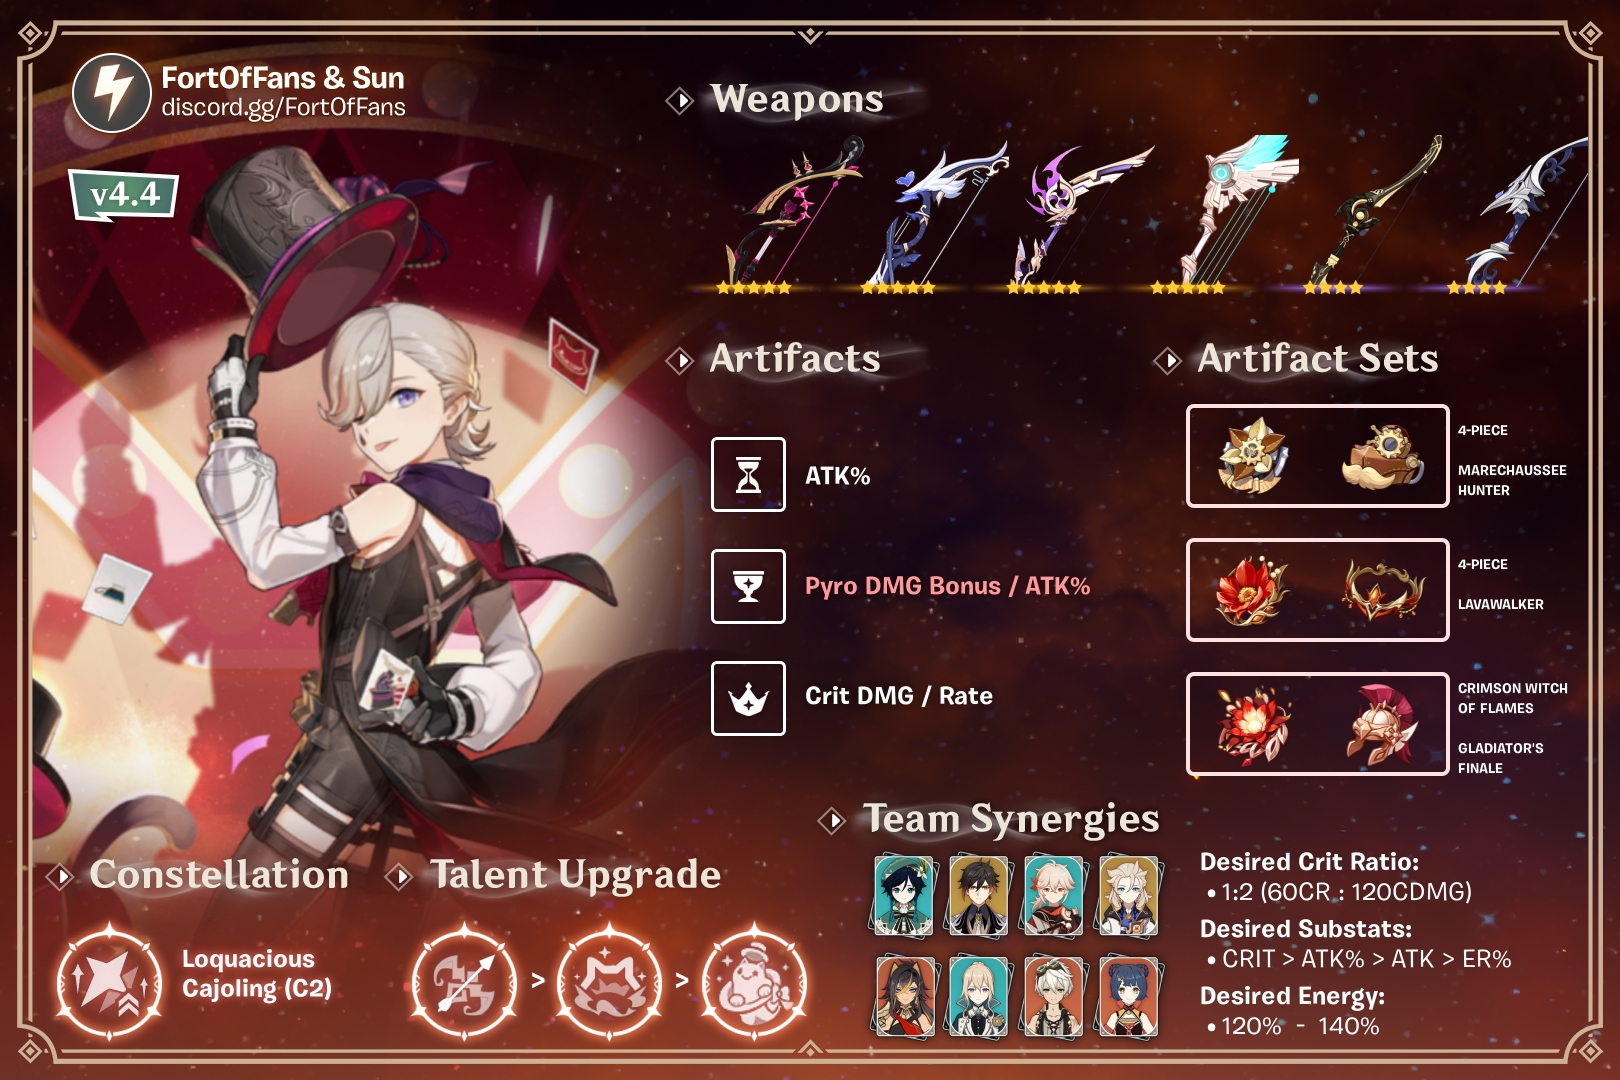 FortOfFans & Sun
discord.gg/FortOfFans
v4.4
Weapons
Artifacts
ATK%
Pyro DMG Bonus / ATK%
Crit DMG / Rate
Artifact Sets
4-PIECE
MARECHAUSSEE
HUNTER
4-PIECE
LAVAWALKER
CRIMSON WITCH
OF FLAMES
GLADIATOR'S
FINALE
Constellation
Loquacious
Cajoling (C2)
Talent Upgrade
> >
Team Synergies
Desired Crit Ratio:
• 1:2 (60CR : 120CDMG)
Desired Substats:
• CRIT > ATK% > ATK > ER%
Desired Energy:
• 120% - 140%